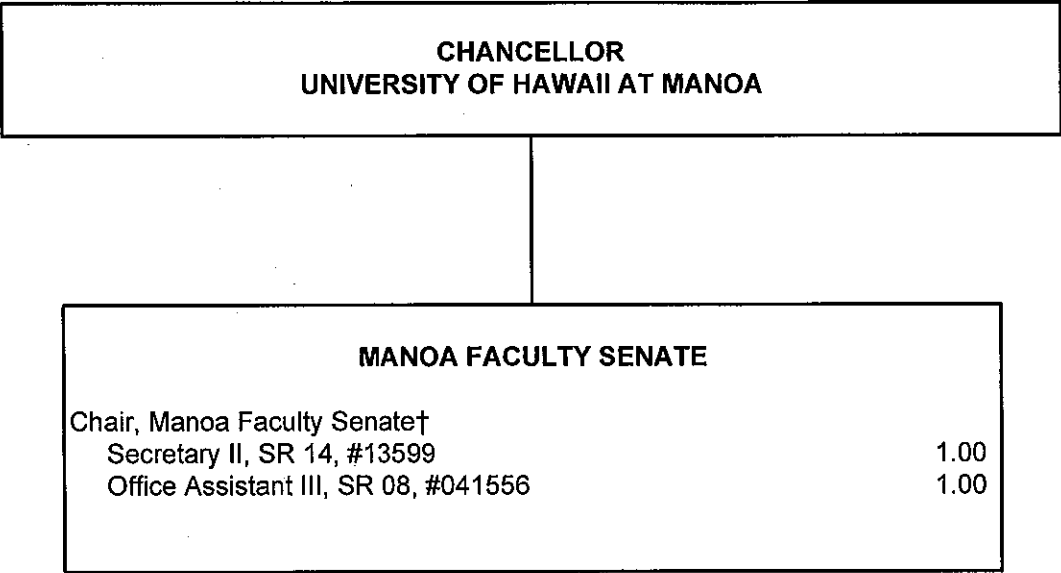 CHANCELLOR
UNIVERSITY OF HAWAII AT MANOA
MANOA FACULTY SENATE
Chair, Manoa Faculty Senate†
Secretary II, SR 14, #13599 1.00
Office Assistant III, SR 08, #041556 1.00